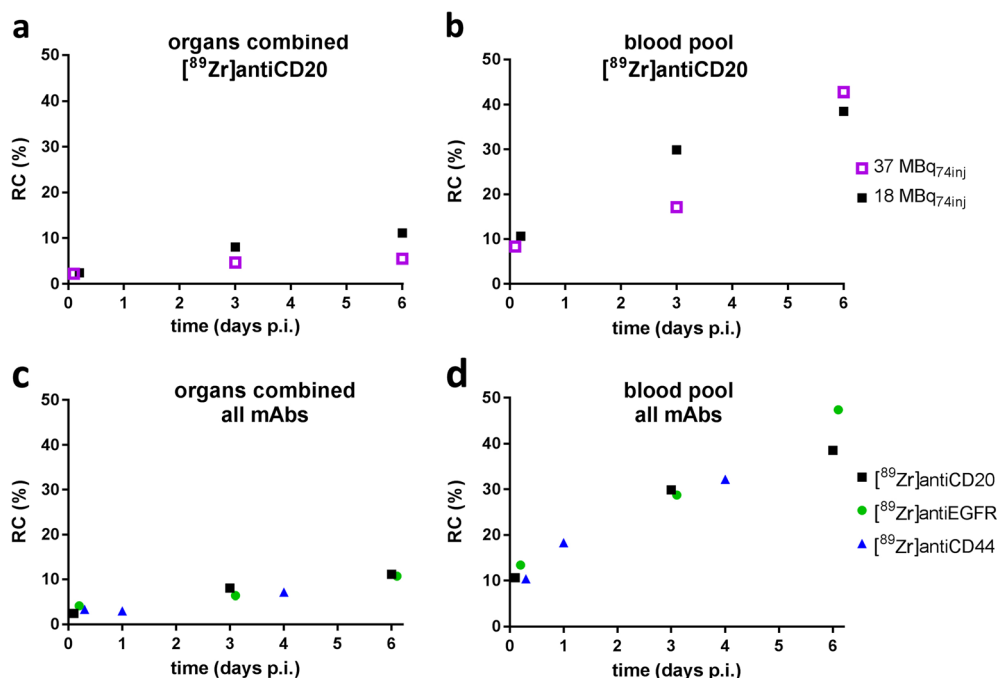 a
organs combined
[⁸⁹Zr]antiCD20
RC (%)
50
40
30
20
10
0
0 1 2 3 4 5 6
time (days p.i.)
b
blood pool
[⁸⁹Zr]antiCD20
RC (%)
50
40
30
20
10
0
0 1 2 3 4 5 6
time (days p.i.)
37 MBq₇₄ᵢₙⱼ
18 MBq₇₄ᵢₙⱼ
c
organs combined
all mAbs
RC (%)
50
40
30
20
10
0
0 1 2 3 4 5 6
time (days p.i.)
d
blood pool
all mAbs
RC (%)
50
40
30
20
10
0
0 1 2 3 4 5 6
time (days p.i.)
[⁸⁹Zr]antiCD20
[⁸⁹Zr]antiEGFR
[⁸⁹Zr]antiCD44